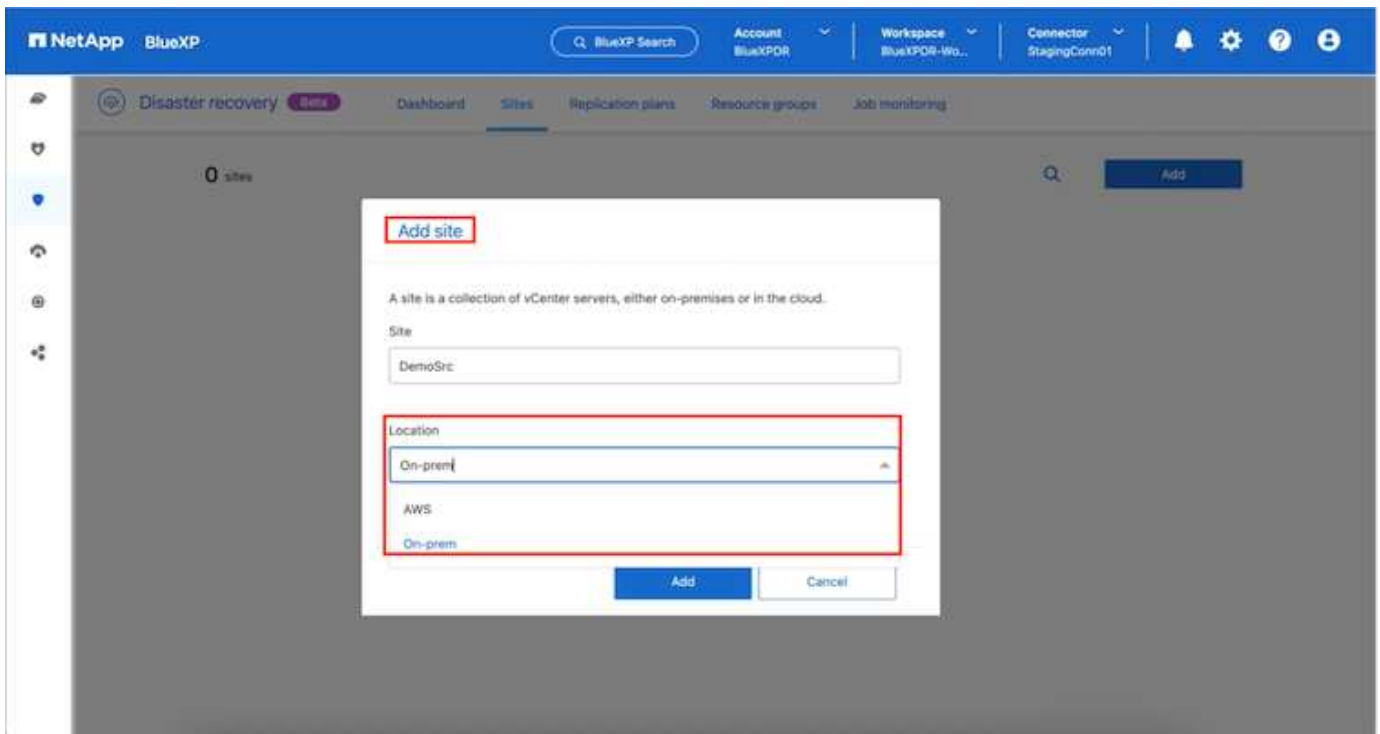 NetApp BlueXP
BlueXP Search
Account
BlueXPDR
Workspace
BlueXPDR-Wo...
Connector
StagingConn01
Disaster recovery Beta
Dashboard Sites Replication plans Resource groups Job monitoring
0 sites
Add
Add site
A site is a collection of vCenter servers, either on-premises or in the cloud.
Site
DemoSrc
Location
On-prem
AWS
On-prem
Add Cancel